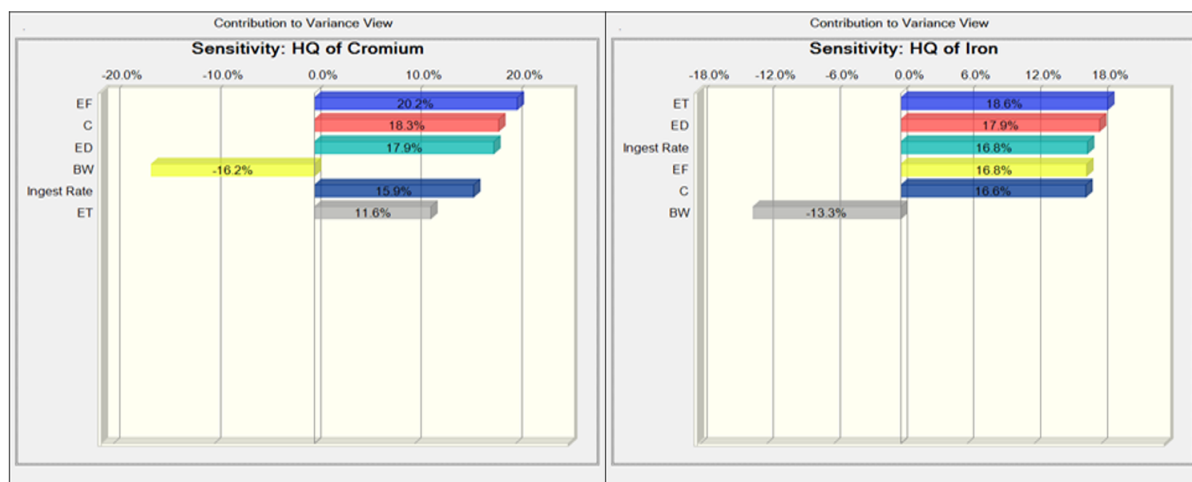 Contribution to Variance View
Sensitivity: HQ of Cromium
-20.0% -10.0% 0.0% 10.0% 20.0%
EF 20.2%
C 18.3%
ED 17.9%
BW -16.2%
Ingest Rate 15.9%
ET 11.6%
Contribution to Variance View
Sensitivity: HQ of Iron
-18.0% -12.0% -6.0% 0.0% 6.0% 12.0% 18.0%
ET 18.6%
ED 17.9%
Ingest Rate 16.8%
EF 16.8%
C 16.6%
BW -13.3%